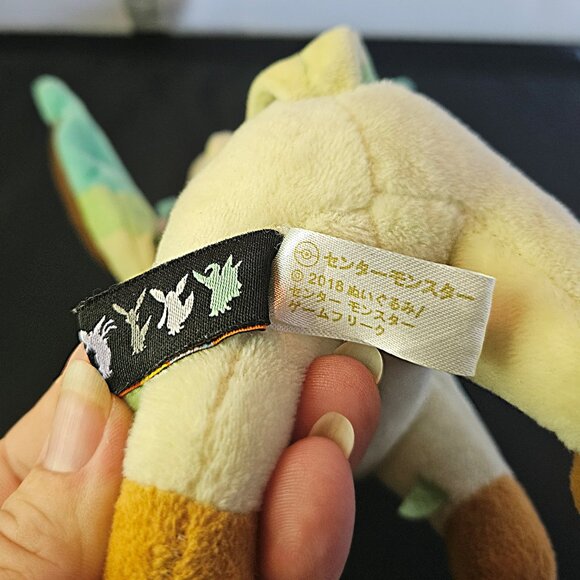 センターモンスター
© 2018 ぬいぐるみ/
センター モンスター
ゲームフリーク